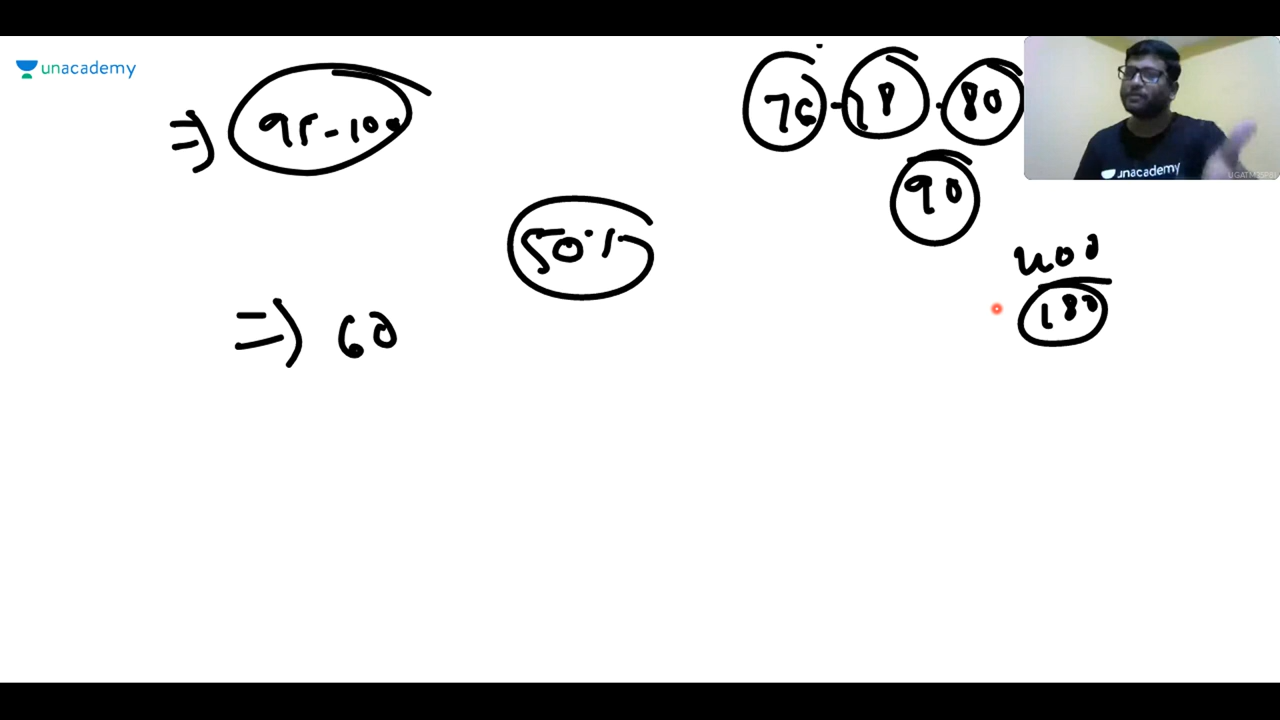 unacademy
⇒ 95-100
76 - 78 - 80
90
50%
400
180
⇒ 60
unacademy